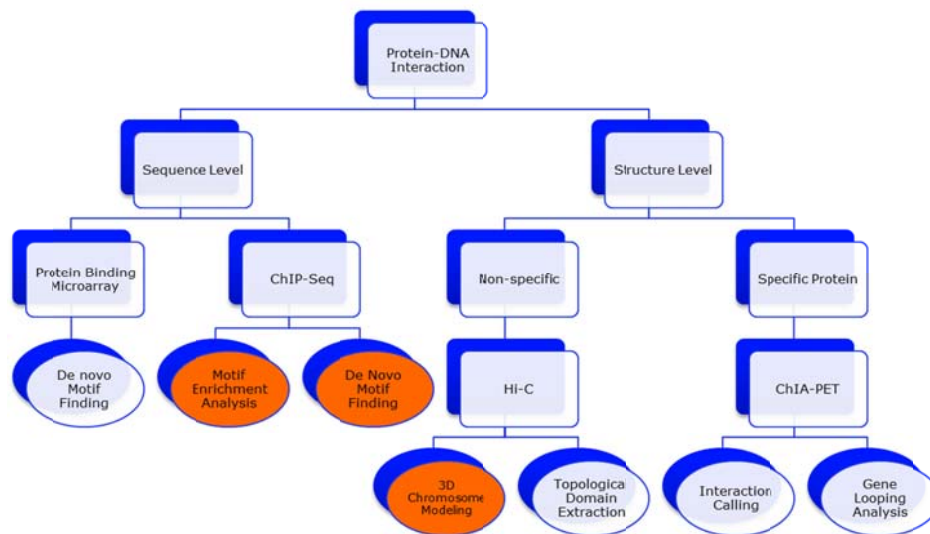 Protein-DNA
Interaction
Sequence Level
Structure Level
Protein Binding
Microarray
ChIP-Seq
Non-specific
Specific Protein
De novo
Motif
Finding
Motif
Enrichment
Analysis
De Novo
Motif
Finding
Hi-C
ChIA-PET
3D
Chromosome
Modeling
Topologica
Domain
Extraction
Interaction
Calling
Gene
Looping
Analysis